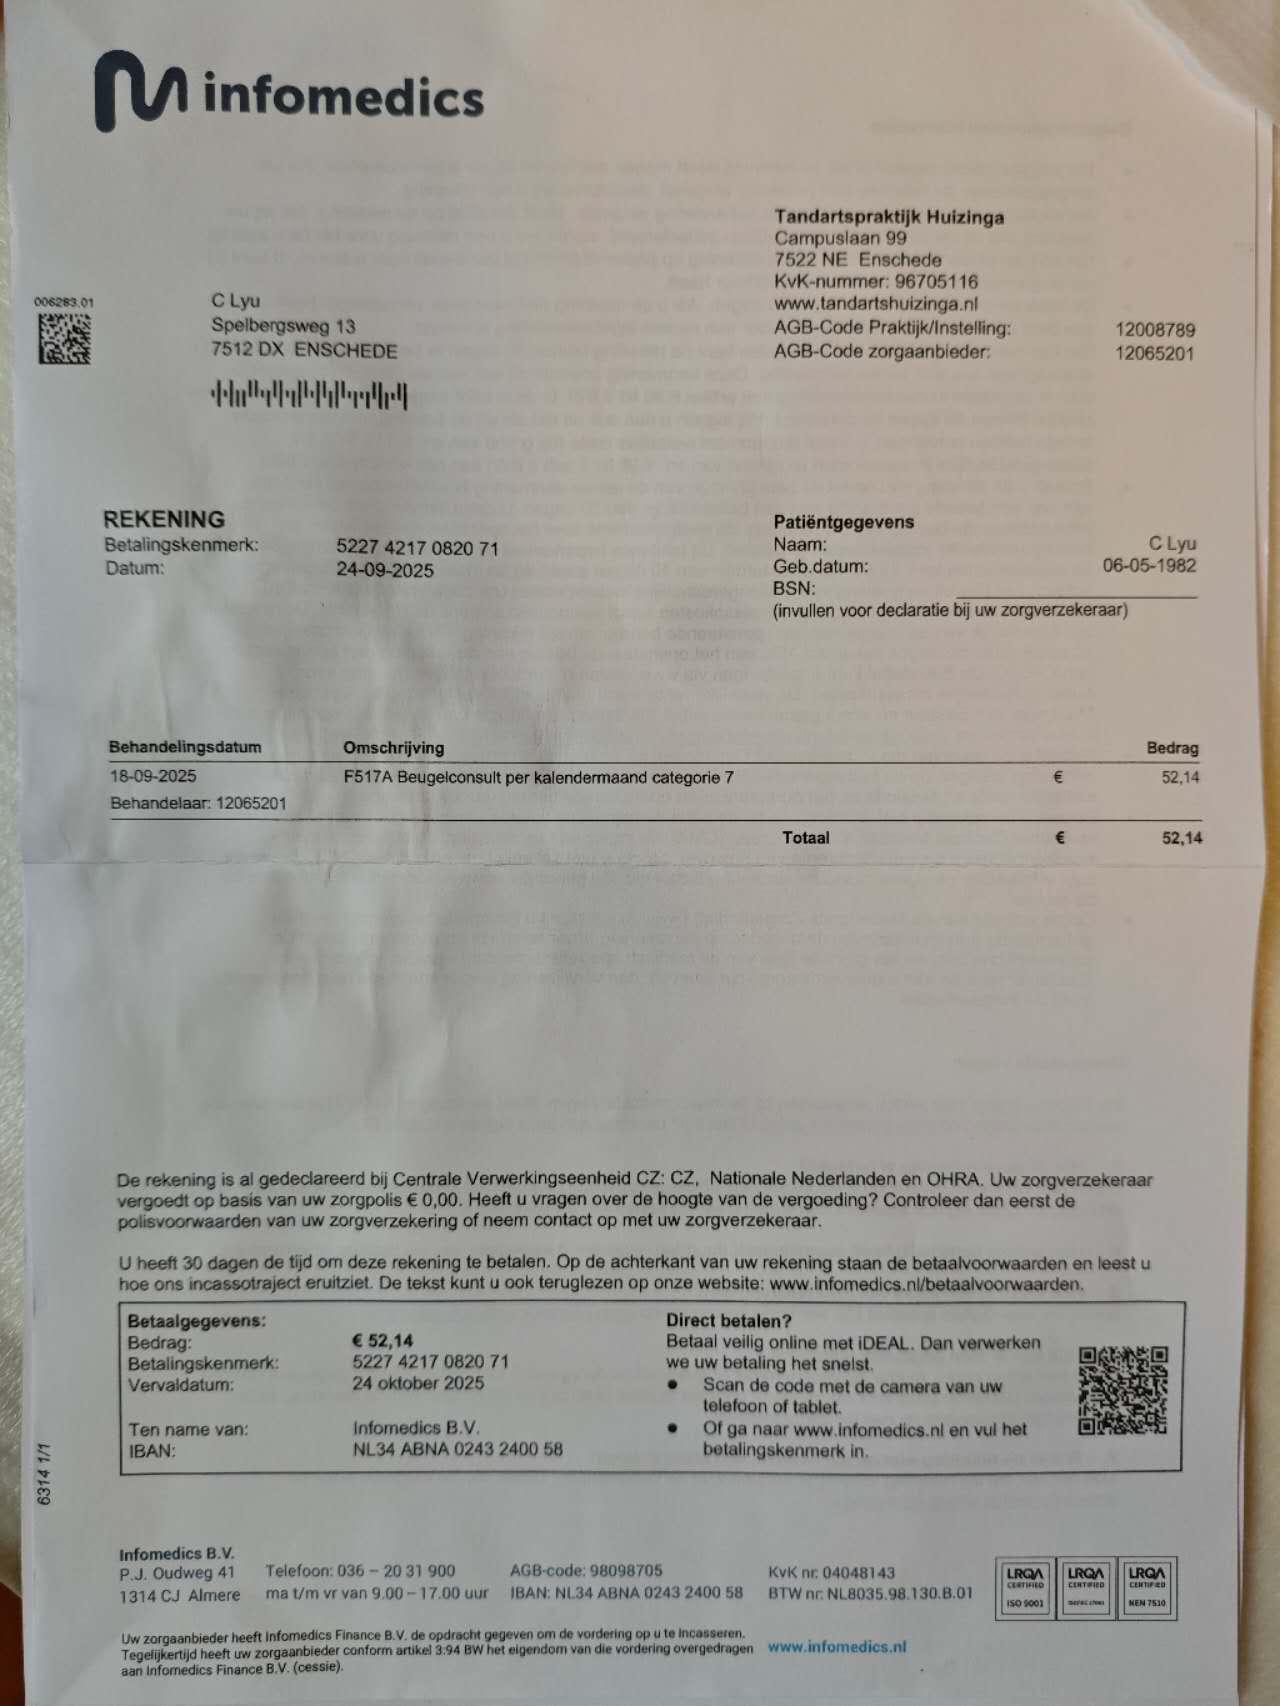 infomedics
Tandartspraktijk Huizinga
Campuslaan 99
7522 NE Enschede
KvK-nummer: 96705116
www.tandartshuizinga.nl
AGB-Code Praktijk/Instelling: 12008789
AGB-Code zorgaanbieder: 12065201
006283.01
C Lyu
Spelbergsweg 13
7512 DX ENSCHEDE
REKENING
Betalingskenmerk: 5227 4217 0820 71
Datum: 24-09-2025
Patiëntgegevens
Naam: C Lyu
Geb.datum: 06-05-1982
BSN:
(invullen voor declaratie bij uw zorgverzekeraar)
Behandelingsdatum Omschrijving Bedrag
18-09-2025 F517A Beugelconsult per kalendermaand categorie 7 € 52,14
Behandelaar: 12065201
Totaal € 52,14
De rekening is al gedeclareerd bij Centrale Verwerkingseenheid CZ: CZ, Nationale Nederlanden en OHRA. Uw zorgverzekeraar
vergoedt op basis van uw zorgpolis € 0,00. Heeft u vragen over de hoogte van de vergoeding? Controleer dan eerst de
polisvoorwaarden van uw zorgverzekering of neem contact op met uw zorgverzekeraar.
U heeft 30 dagen de tijd om deze rekening te betalen. Op de achterkant van uw rekening staan de betaalvoorwaarden en leest u
hoe ons incassotraject eruitziet. De tekst kunt u ook teruglezen op onze website: www.infomedics.nl/betaalvoorwaarden.
Betaalgegevens:
Bedrag: € 52,14
Betalingskenmerk: 5227 4217 0820 71
Vervaldatum: 24 oktober 2025
Ten name van: Infomedics B.V.
IBAN: NL34 ABNA 0243 2400 58
Direct betalen?
Betaal veilig online met iDEAL. Dan verwerken
we uw betaling het snelst.
• Scan de code met de camera van uw
telefoon of tablet.
• Of ga naar www.infomedics.nl en vul het
betalingskenmerk in.
6314 1/1
Infomedics B.V.
P.J. Oudweg 41
1314 CJ Almere
Telefoon: 036 – 20 31 900
ma t/m vr van 9.00 – 17.00 uur
AGB-code: 98098705
IBAN: NL34 ABNA 0243 2400 58
KvK nr: 04048143
BTW nr: NL8035.98.130.B.01
LRQA
CERTIFIED
ISO 9001
LRQA
CERTIFIED
LRQA
CERTIFIED
NEN 7510
Uw zorgaanbieder heeft Infomedics Finance B.V. de opdracht gegeven om de vordering op u te incasseren.
Tegelijkertijd heeft uw zorgaanbieder conform artikel 3:94 BW het eigendom van die vordering overgedragen
aan Infomedics Finance B.V. (cessie).
www.infomedics.nl